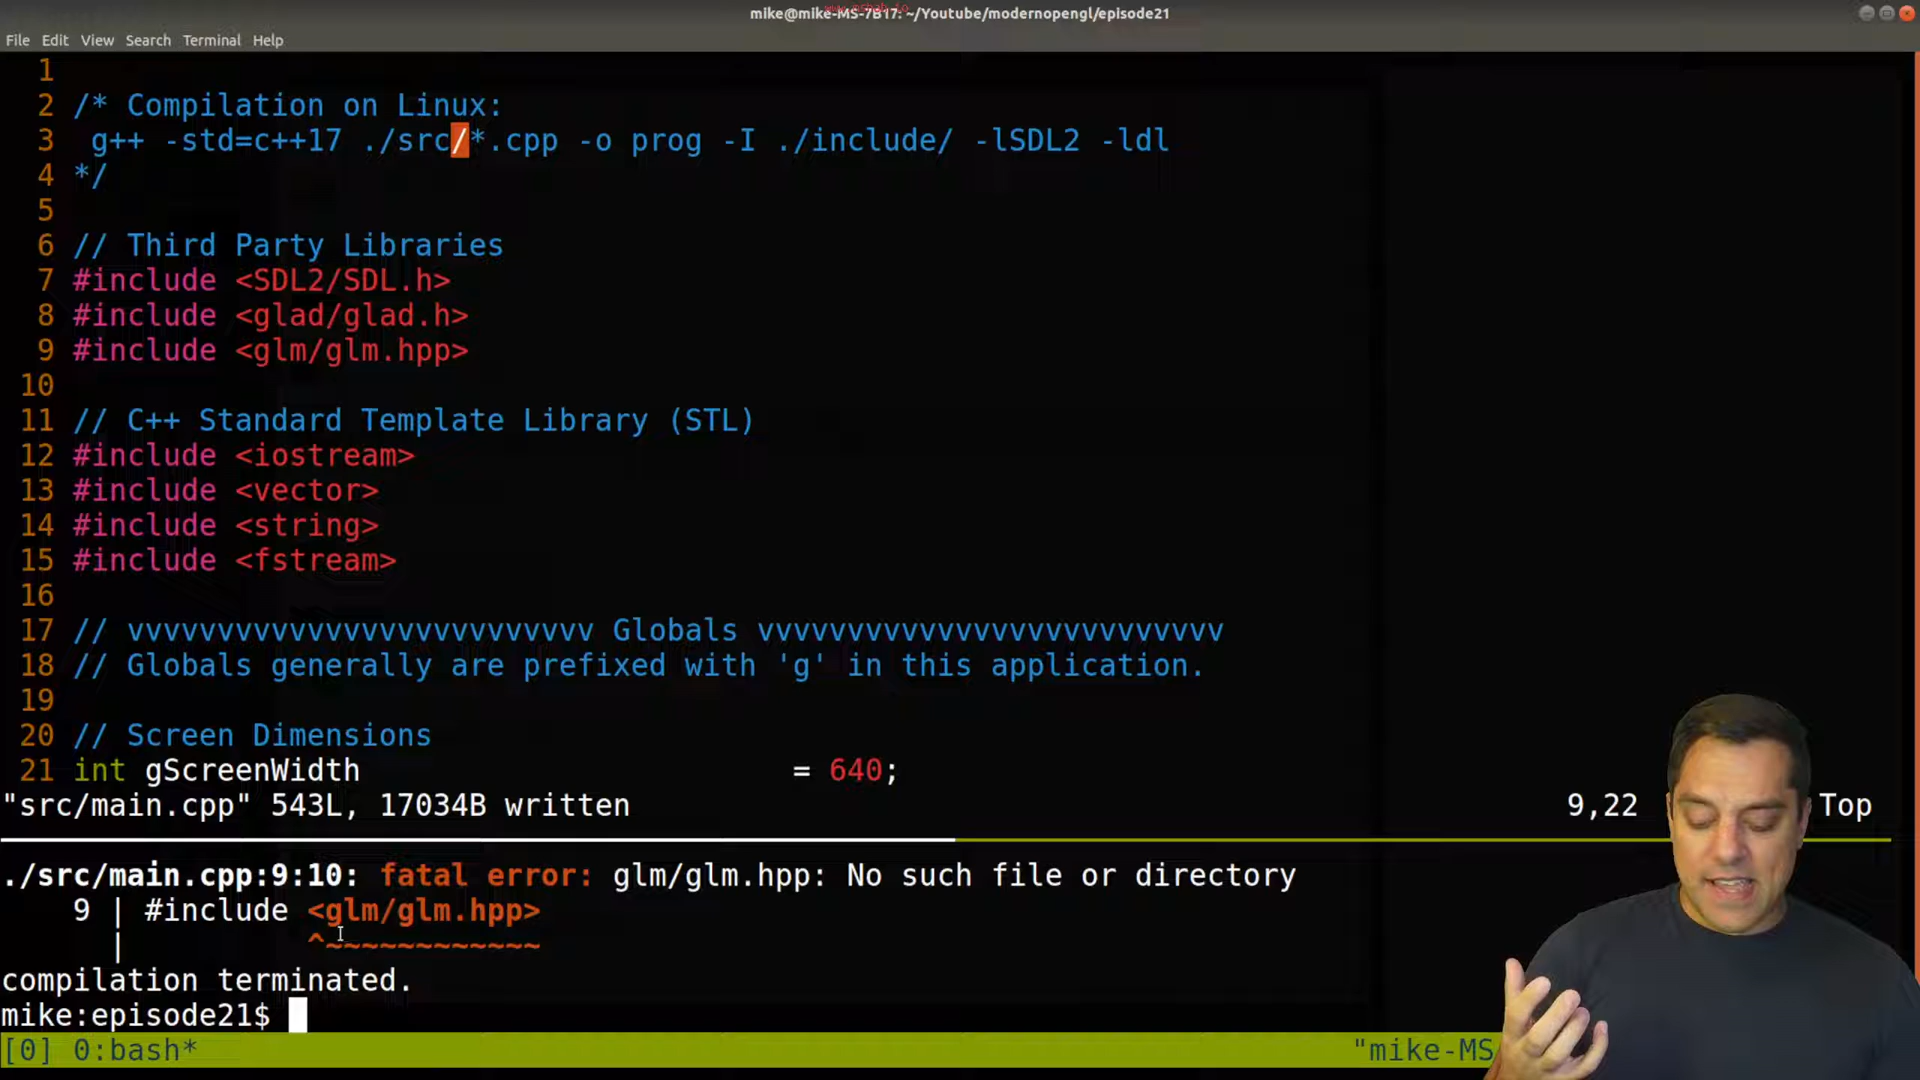 mike@mike-MS-7B17: ~/Youtube/modernopengl/episode21
File Edit View Search Terminal Help
1
2 /* Compilation on Linux:
3 g++ -std=c++17 ./src/*.cpp -o prog -I ./include/ -lSDL2 -ldl
4 */
5
6 // Third Party Libraries
7 #include <SDL2/SDL.h>
8 #include <glad/glad.h>
9 #include <glm/glm.hpp>
10
11 // C++ Standard Template Library (STL)
12 #include <iostream>
13 #include <vector>
14 #include <string>
15 #include <fstream>
16
17 // vvvvvvvvvvvvvvvvvvvvvvvvvv Globals vvvvvvvvvvvvvvvvvvvvvvvvvv
18 // Globals generally are prefixed with 'g' in this application.
19
20 // Screen Dimensions
21 int gScreenWidth = 640;
"src/main.cpp" 543L, 17034B written 9,22 Top
./src/main.cpp:9:10: fatal error: glm/glm.hpp: No such file or directory
9 | #include <glm/glm.hpp>
| ^~~~~~~~~~~~~
compilation terminated.
mike:episode21$
[0] 0:bash* "mike-MS